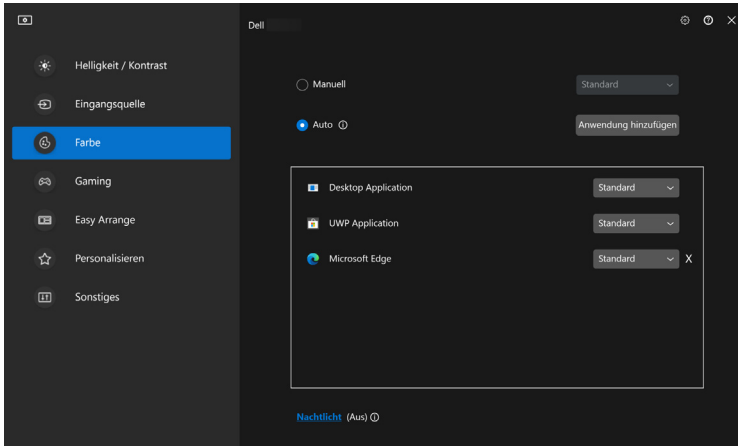 Dell
Helligkeit / Kontrast
Eingangsquelle
Farbe
Gaming
Easy Arrange
Personalisieren
Sonstiges
Manuell
Standard
Auto
Anwendung hinzufügen
Desktop Application
Standard
UWP Application
Standard
Microsoft Edge
Standard
X
Nachtlicht (Aus)